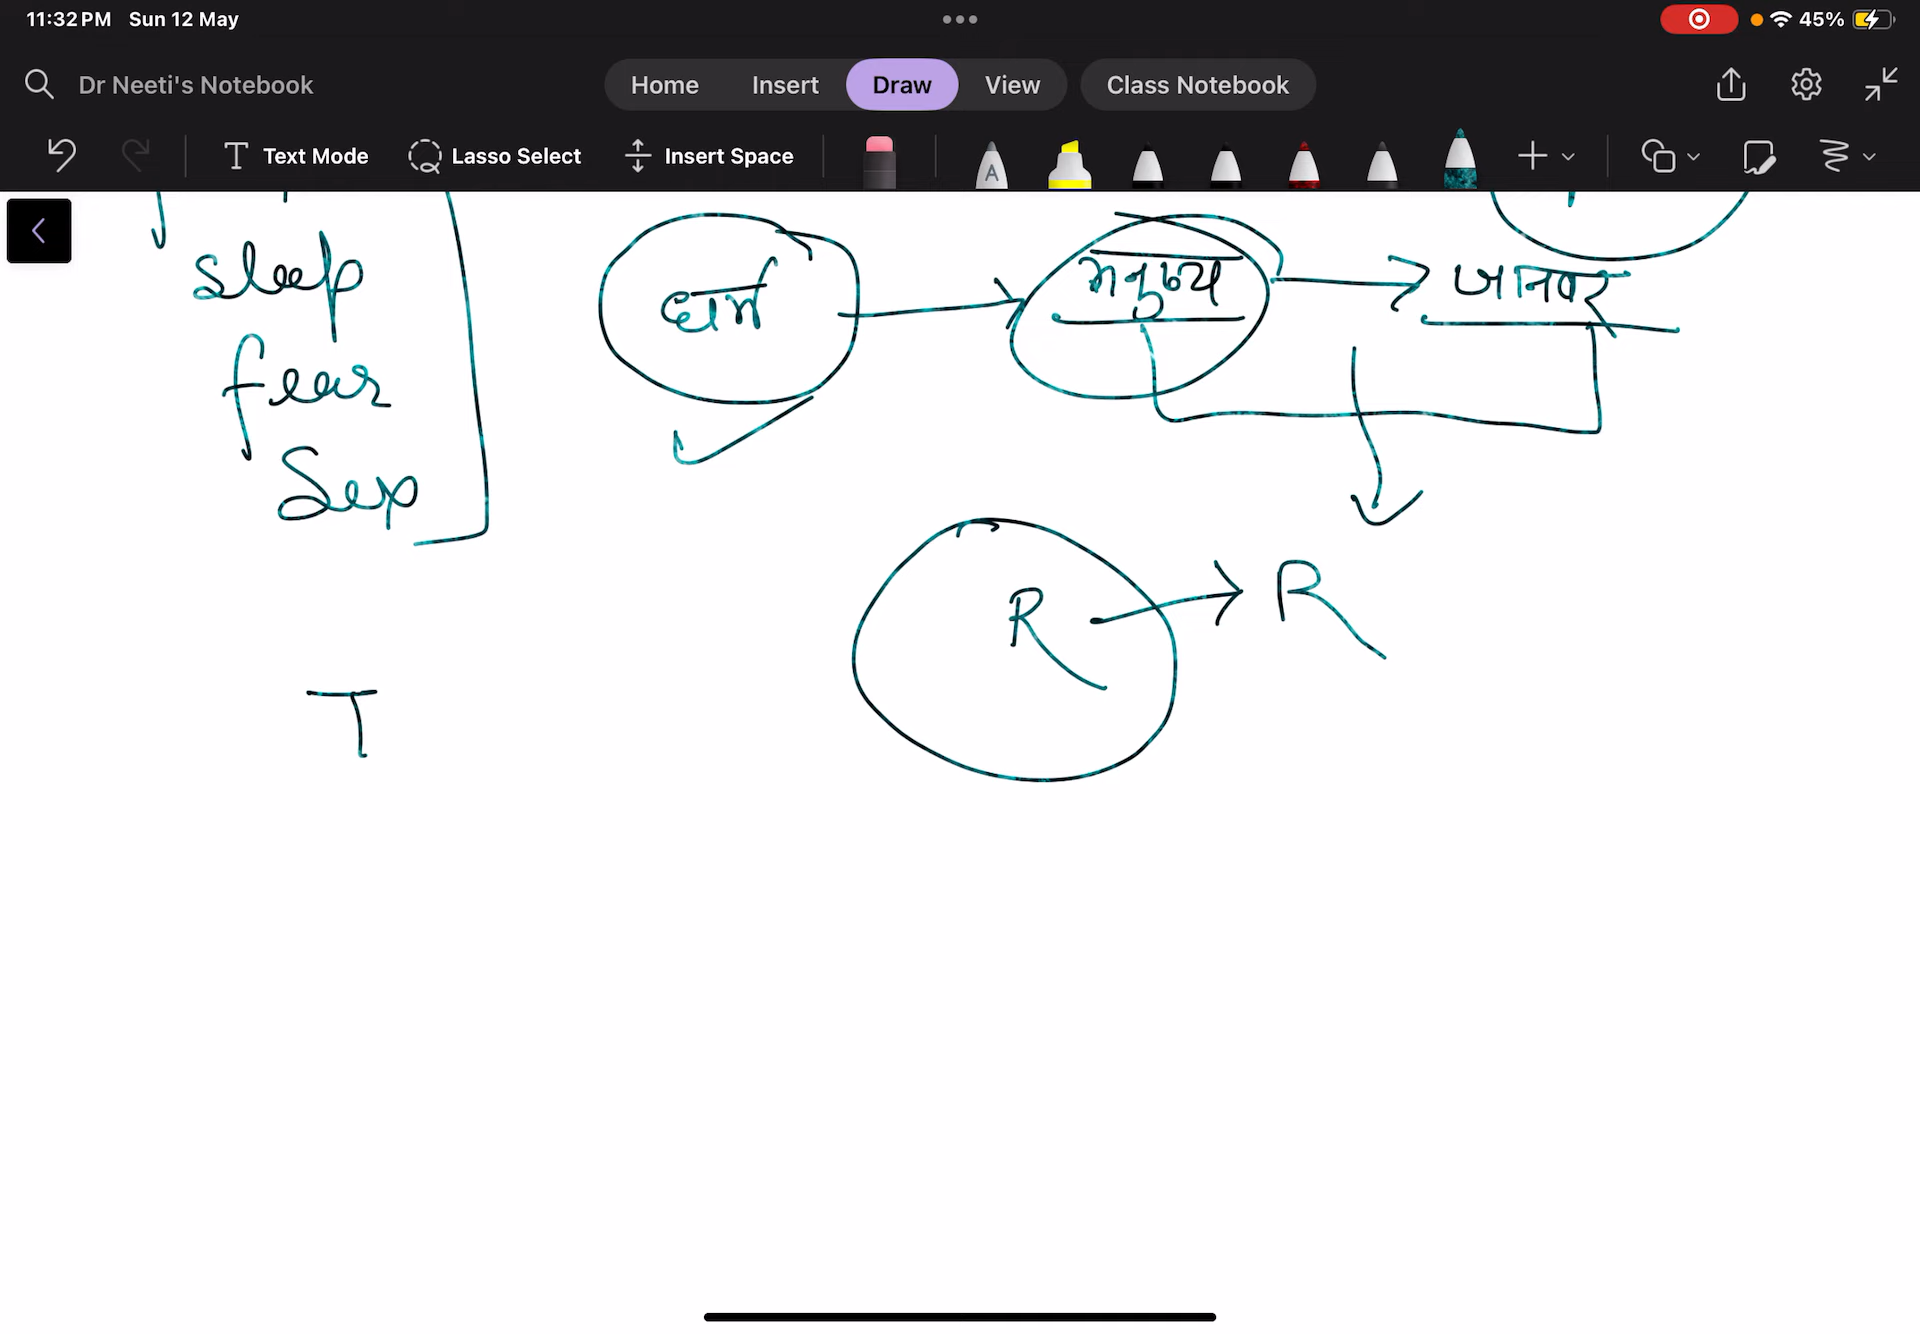 11:32 PM Sun 12 May
45%
Dr Neeti's Notebook
Home Insert Draw View Class Notebook
Text Mode Lasso Select Insert Space
A
sleep
fear
Sex
धर्म
मनुष्य
जानवर
R
R
T